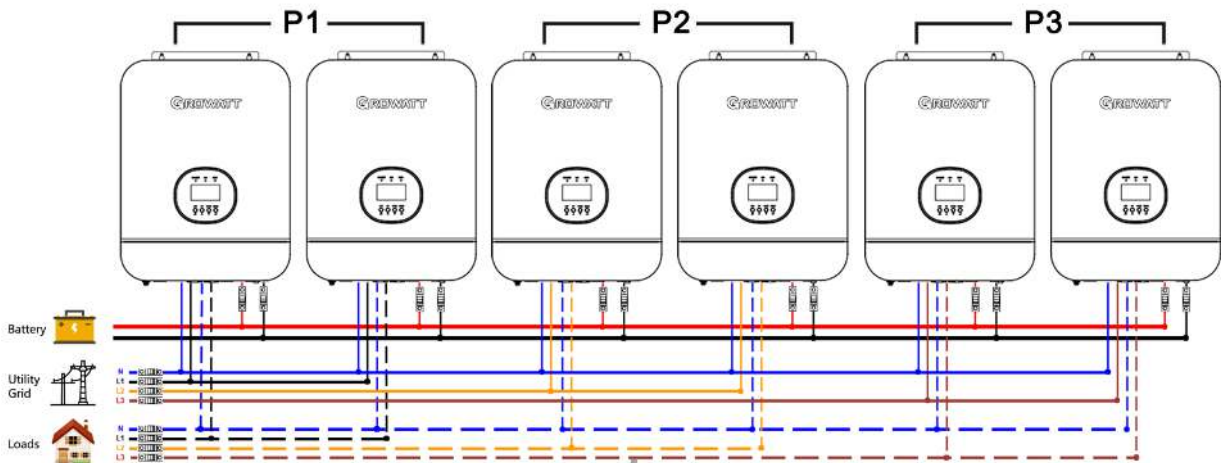 P1 P2 P3
GROWATT GROWATT GROWATT GROWATT GROWATT GROWATT
Battery
Utility
Grid
N
L1
L2
L3
Loads
N
L1
L2
L3